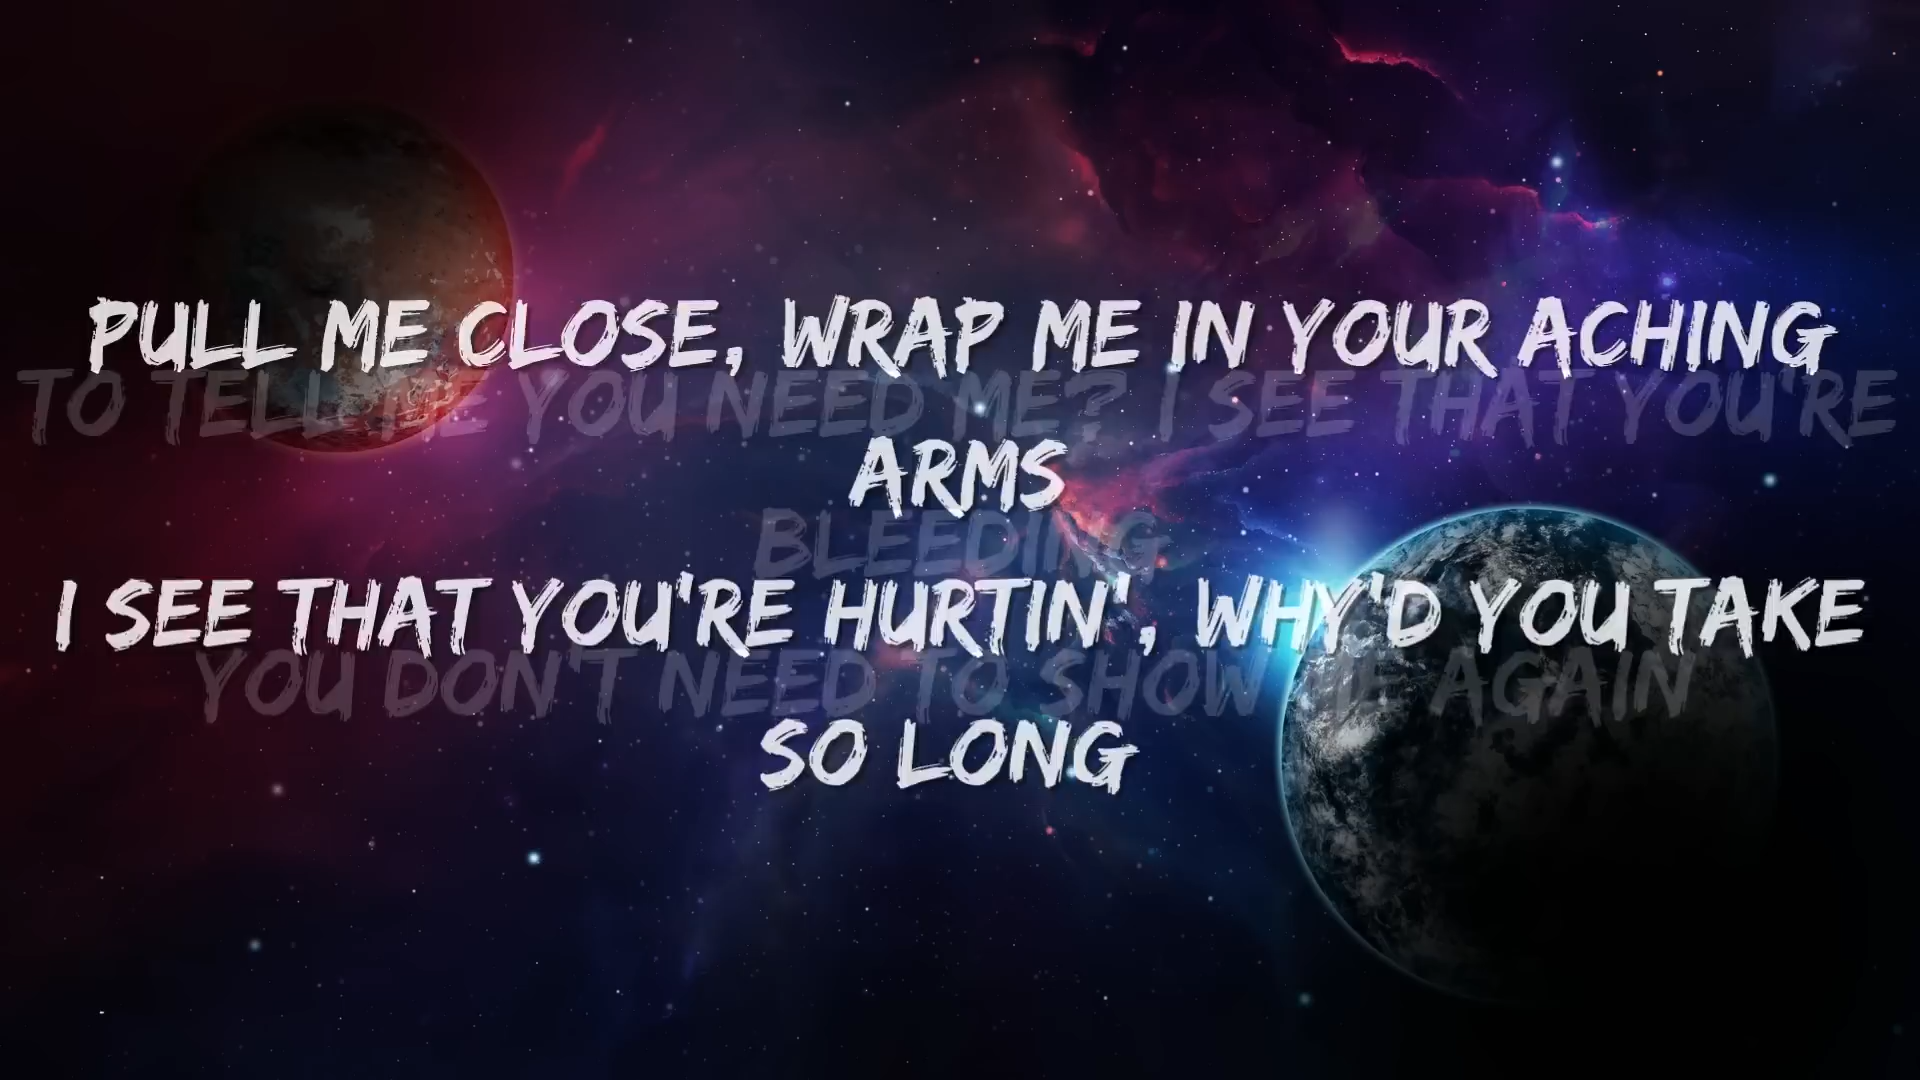 PULL ME CLOSE, WRAP ME IN YOUR ACHING
TO TELL ME YOU NEED ME? I SEE THAT YOU'RE
ARMS
BLEEDIING
I SEE THAT YOU'RE HURTIN', WHY'D YOU TAKE
YOU DON'T NEED TO SHOW ME AGAIN
SO LONG